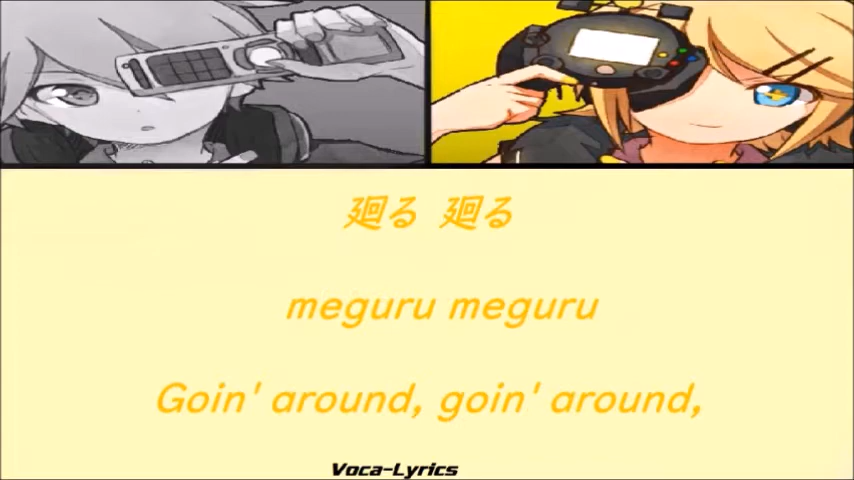 廻る 廻る
meguru meguru
Goin' around, goin' around,
Voca-Lyrics